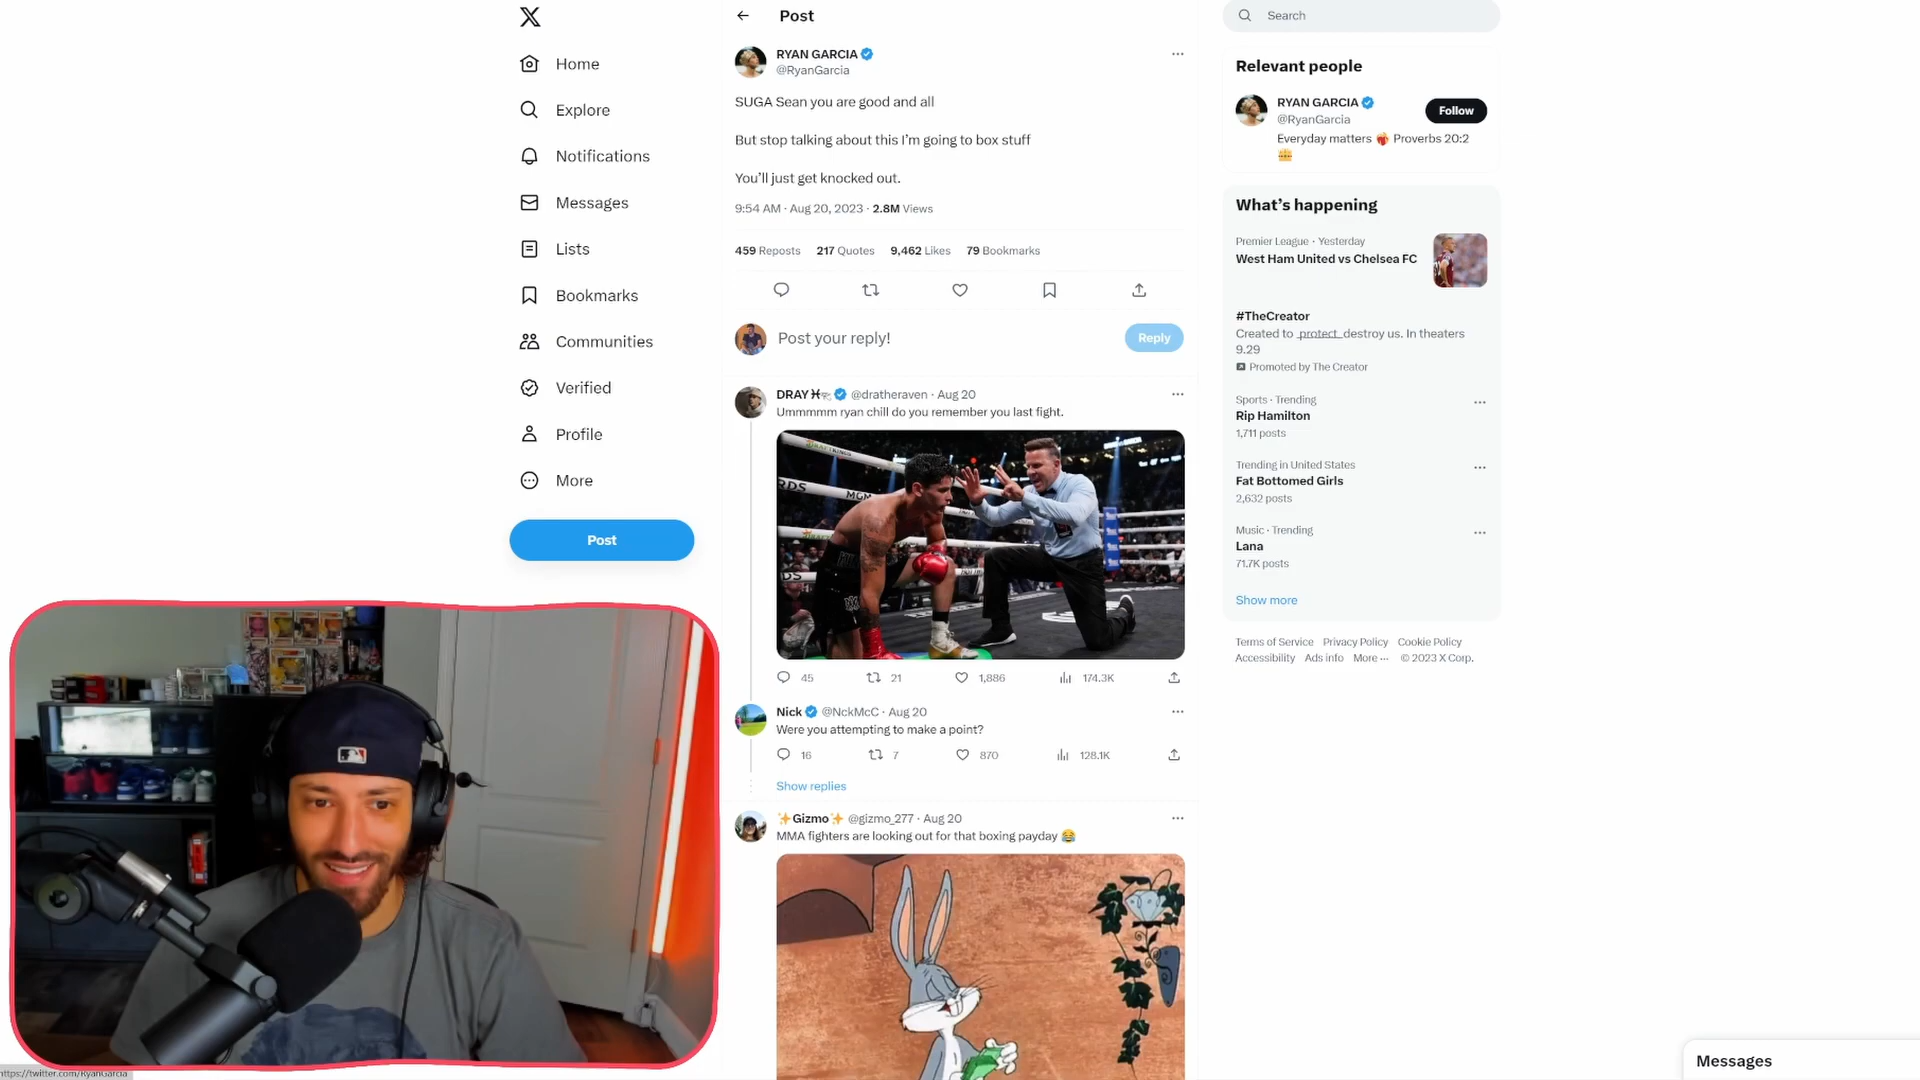 Home
Explore
Notifications
Messages
Lists
Bookmarks
Communities
Verified
Profile
More
Post
Post
RYAN GARCIA
@RyanGarcia
SUGA Sean you are good and all
But stop talking about this I'm going to box stuff
You'll just get knocked out.
9:54 AM · Aug 20, 2023 · 2.8M Views
459 Reposts 217 Quotes 9,462 Likes 79 Bookmarks
Post your reply!
Reply
DRAY @dratheraven · Aug 20
Ummmmm ryan chill do you remember you last fight.
45 21 1,886 174.3K
Nick @NckMcC · Aug 20
Were you attempting to make a point?
16 7 870 128.1K
Show replies
✨Gizmo✨ @gizmo_277 · Aug 20
MMA fighters are looking out for that boxing payday 😂
Search
Relevant people
RYAN GARCIA
@RyanGarcia
Follow
Everyday matters ❤️‍🔥 Proverbs 20:2
👑
What's happening
Premier League · Yesterday
West Ham United vs Chelsea FC
#TheCreator
Created to protect destroy us. In theaters
9.29
Promoted by The Creator
Sports · Trending
Rip Hamilton
1,711 posts
Trending in United States
Fat Bottomed Girls
2,632 posts
Music · Trending
Lana
71.7K posts
Show more
Terms of Service Privacy Policy Cookie Policy
Accessibility Ads info More ··· © 2023 X Corp.
Messages
https://twitter.com/RyanGarcia